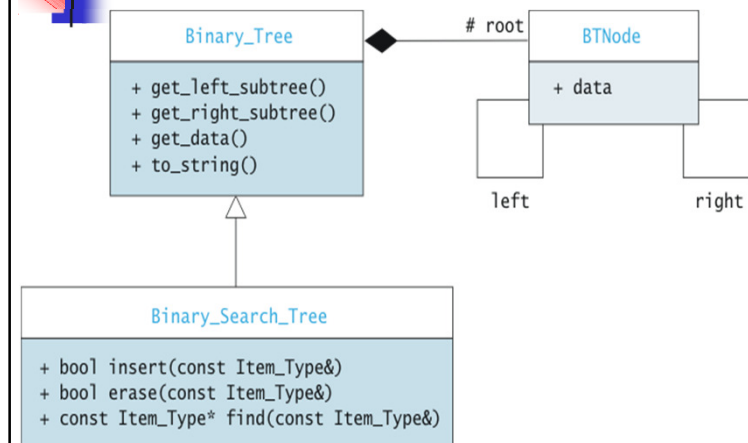 Binary_Tree
+ get_left_subtree()
+ get_right_subtree()
+ get_data()
+ to_string()
# root
BTNode
+ data
left
right
Binary_Search_Tree
+ bool insert(const Item_Type&)
+ bool erase(const Item_Type&)
+ const Item_Type* find(const Item_Type&)